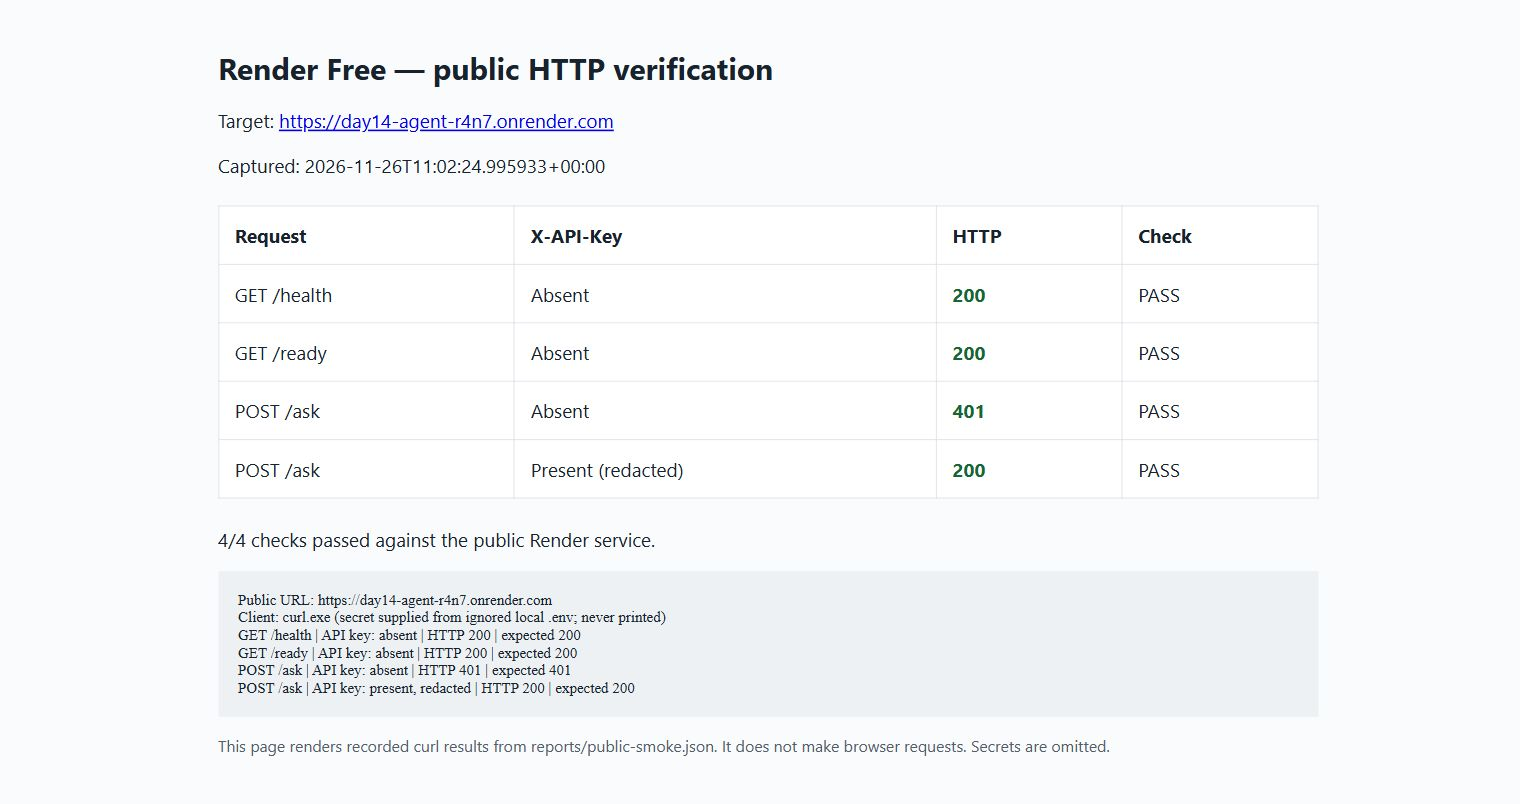 Render Free — public HTTP verification
Target: https://day14-agent-r4n7.onrender.com
Captured: 2026-11-26T11:02:24.995933+00:00
Request X-API-Key HTTP Check
GET /health Absent 200 PASS
GET /ready Absent 200 PASS
POST /ask Absent 401 PASS
POST /ask Present (redacted) 200 PASS
4/4 checks passed against the public Render service.
Public URL: https://day14-agent-r4n7.onrender.com
Client: curl.exe (secret supplied from ignored local .env; never printed)
GET /health | API key: absent | HTTP 200 | expected 200
GET /ready | API key: absent | HTTP 200 | expected 200
POST /ask | API key: absent | HTTP 401 | expected 401
POST /ask | API key: present, redacted | HTTP 200 | expected 200
This page renders recorded curl results from reports/public-smoke.json. It does not make browser requests. Secrets are omitted.